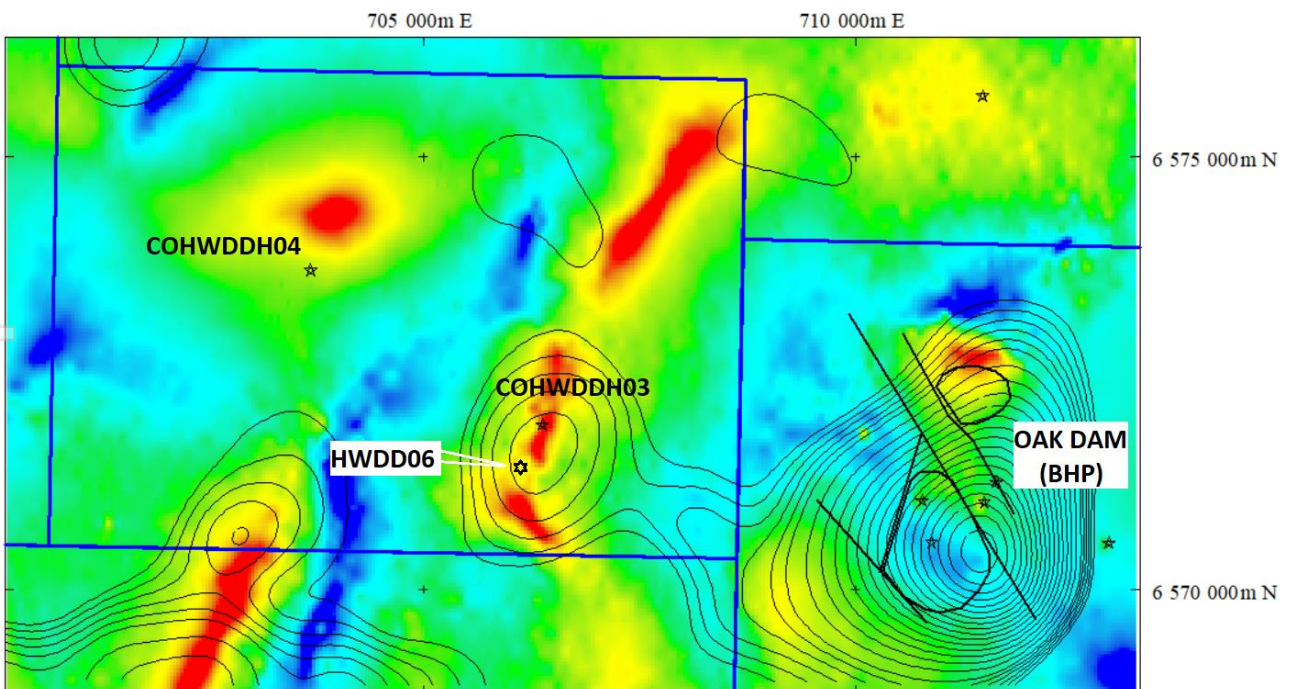 705 000m E
710 000m E
6 575 000m N
COHWDDH04
COHWDDH03
OAK DAM
(BHP)
HWDD06
6 570 000m N